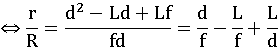 ⇔ r/R = (d² − Ld + Lf)/fd = d/f − L/f + L/d